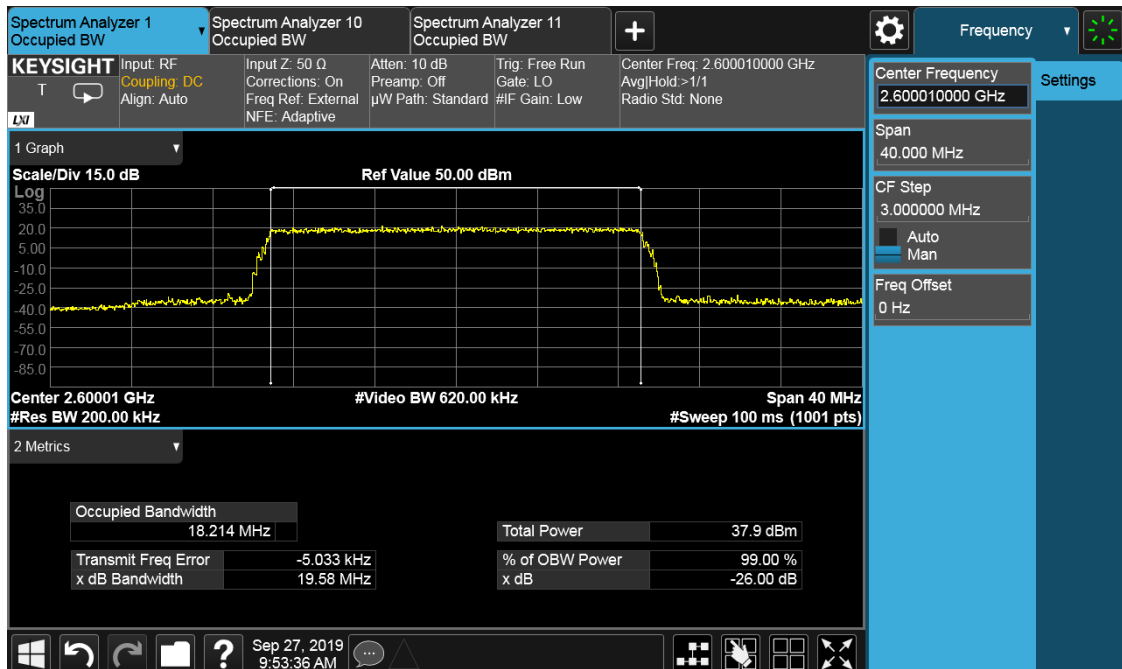 Spectrum Analyzer 1
Occupied BW
Spectrum Analyzer 10
Occupied BW
Spectrum Analyzer 11
Occupied BW
Frequency
KEYSIGHT
T
LXI
Input: RF
Coupling: DC
Align: Auto
Input Z: 50 Ω
Corrections: On
Freq Ref: External
NFE: Adaptive
Atten: 10 dB
Preamp: Off
µW Path: Standard
Trig: Free Run
Gate: LO
#IF Gain: Low
Center Freq: 2.600010000 GHz
Avg|Hold:>1/1
Radio Std: None
Center Frequency
2.600010000 GHz
Settings
Span
40.000 MHz
CF Step
3.000000 MHz
Auto
Man
Freq Offset
0 Hz
1 Graph
Scale/Div 15.0 dB
Ref Value 50.00 dBm
Log
35.0
20.0
5.00
-10.0
-25.0
-40.0
-55.0
-70.0
-85.0
Center 2.60001 GHz
#Video BW 620.00 kHz
Span 40 MHz
#Res BW 200.00 kHz
#Sweep 100 ms (1001 pts)
2 Metrics
Occupied Bandwidth
18.214 MHz
Total Power 37.9 dBm
Transmit Freq Error -5.033 kHz
% of OBW Power 99.00 %
x dB Bandwidth 19.58 MHz
x dB -26.00 dB
?
Sep 27, 2019
9:53:36 AM